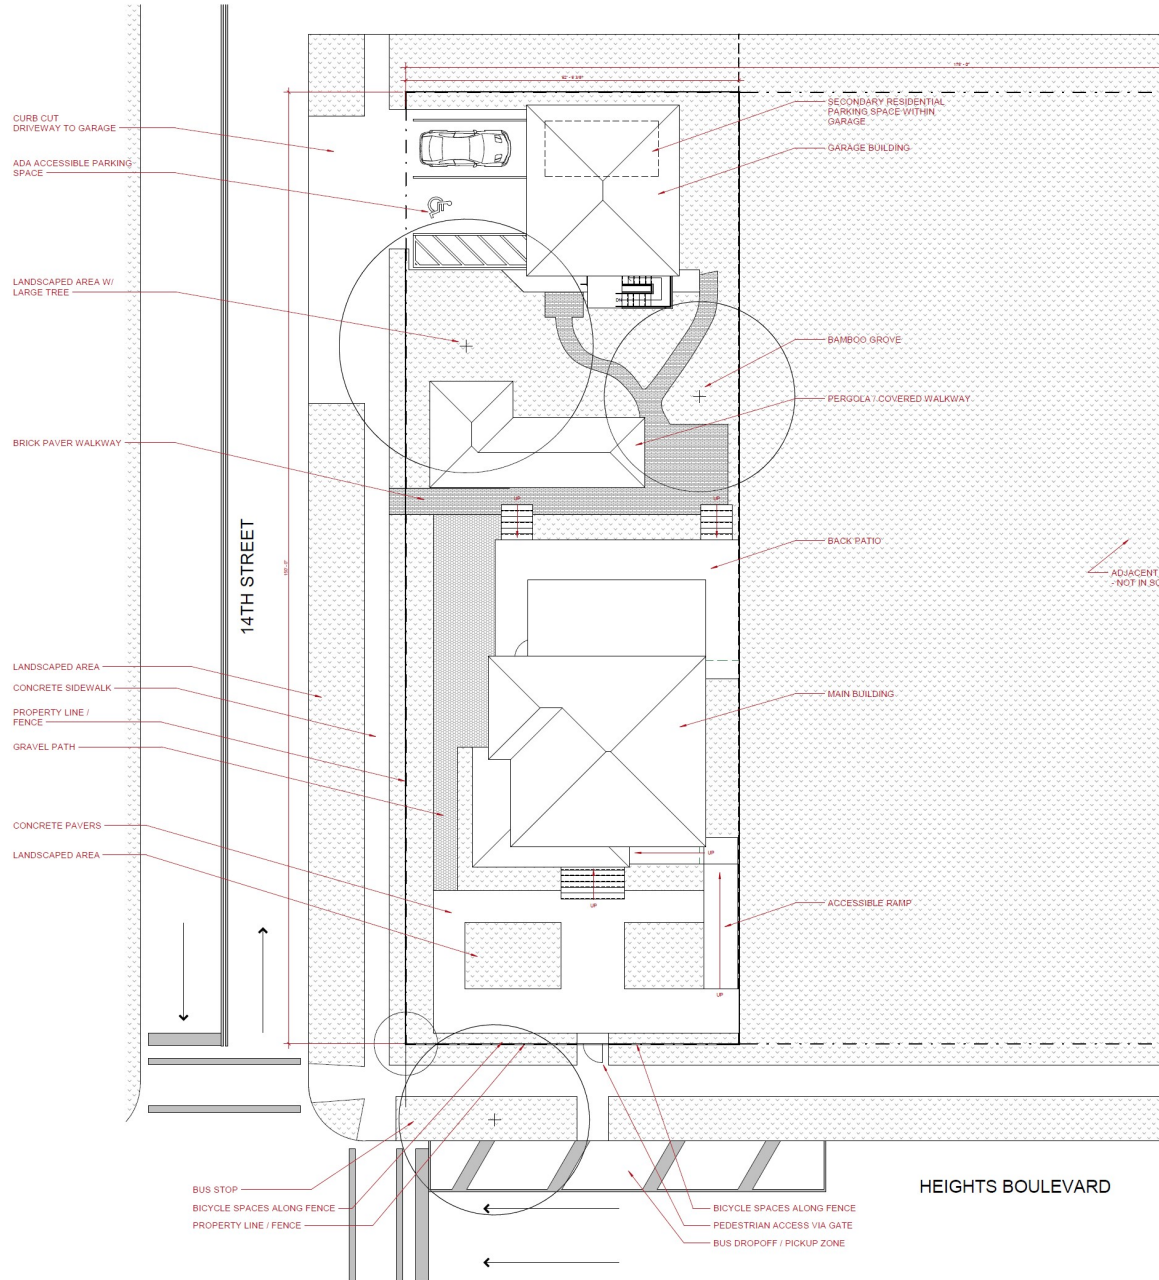 CURB CUT
DRIVEWAY TO GARAGE
ADA ACCESSIBLE PARKING
SPACE
LANDSCAPED AREA W/
LARGE TREE
BRICK PAVER WALKWAY
14TH STREET
LANDSCAPED AREA
CONCRETE SIDEWALK
PROPERTY LINE /
FENCE
GRAVEL PATH
CONCRETE PAVERS
LANDSCAPED AREA
SECONDARY RESIDENTIAL
PARKING SPACE WITHIN
GARAGE
GARAGE BUILDING
BAMBOO GROVE
PERGOLA / COVERED WALKWAY
UP
UP
BACK PATIO
ADJACENT
- NOT IN SC
MAIN BUILDING
UP
UP
ACCESSIBLE RAMP
UP
BUS STOP
BICYCLE SPACES ALONG FENCE
PROPERTY LINE / FENCE
BICYCLE SPACES ALONG FENCE
PEDESTRIAN ACCESS VIA GATE
BUS DROPOFF / PICKUP ZONE
HEIGHTS BOULEVARD